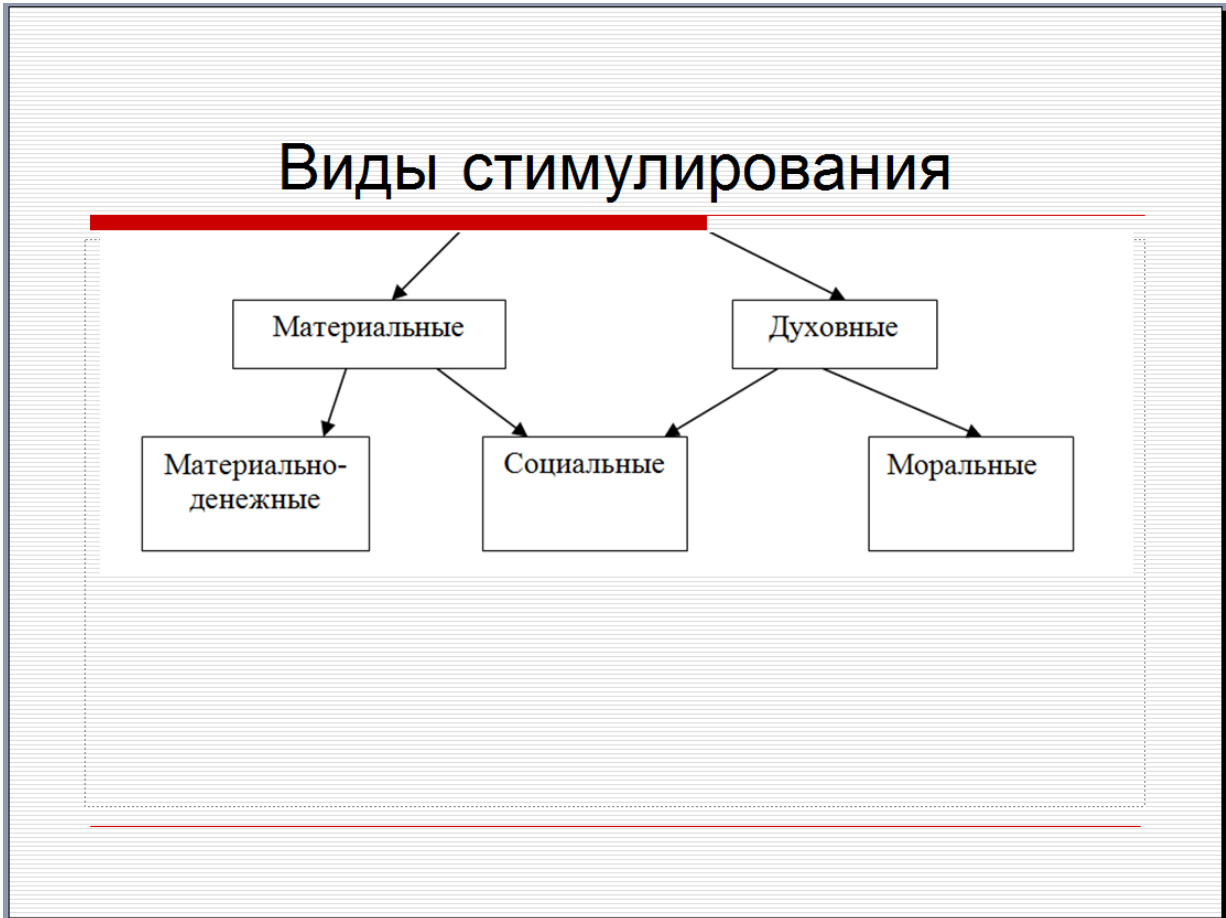 Виды стимулирования
Материальные
Духовные
Материально-
денежные
Социальные
Моральные